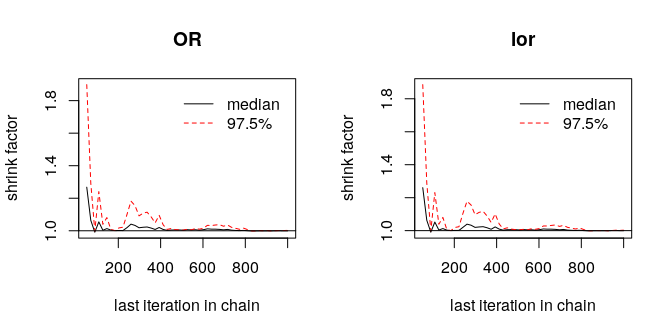 OR
shrink factor
1.0 1.4 1.8
median
97.5%
200 400 600 800
last iteration in chain
lor
shrink factor
1.0 1.4 1.8
median
97.5%
200 400 600 800
last iteration in chain